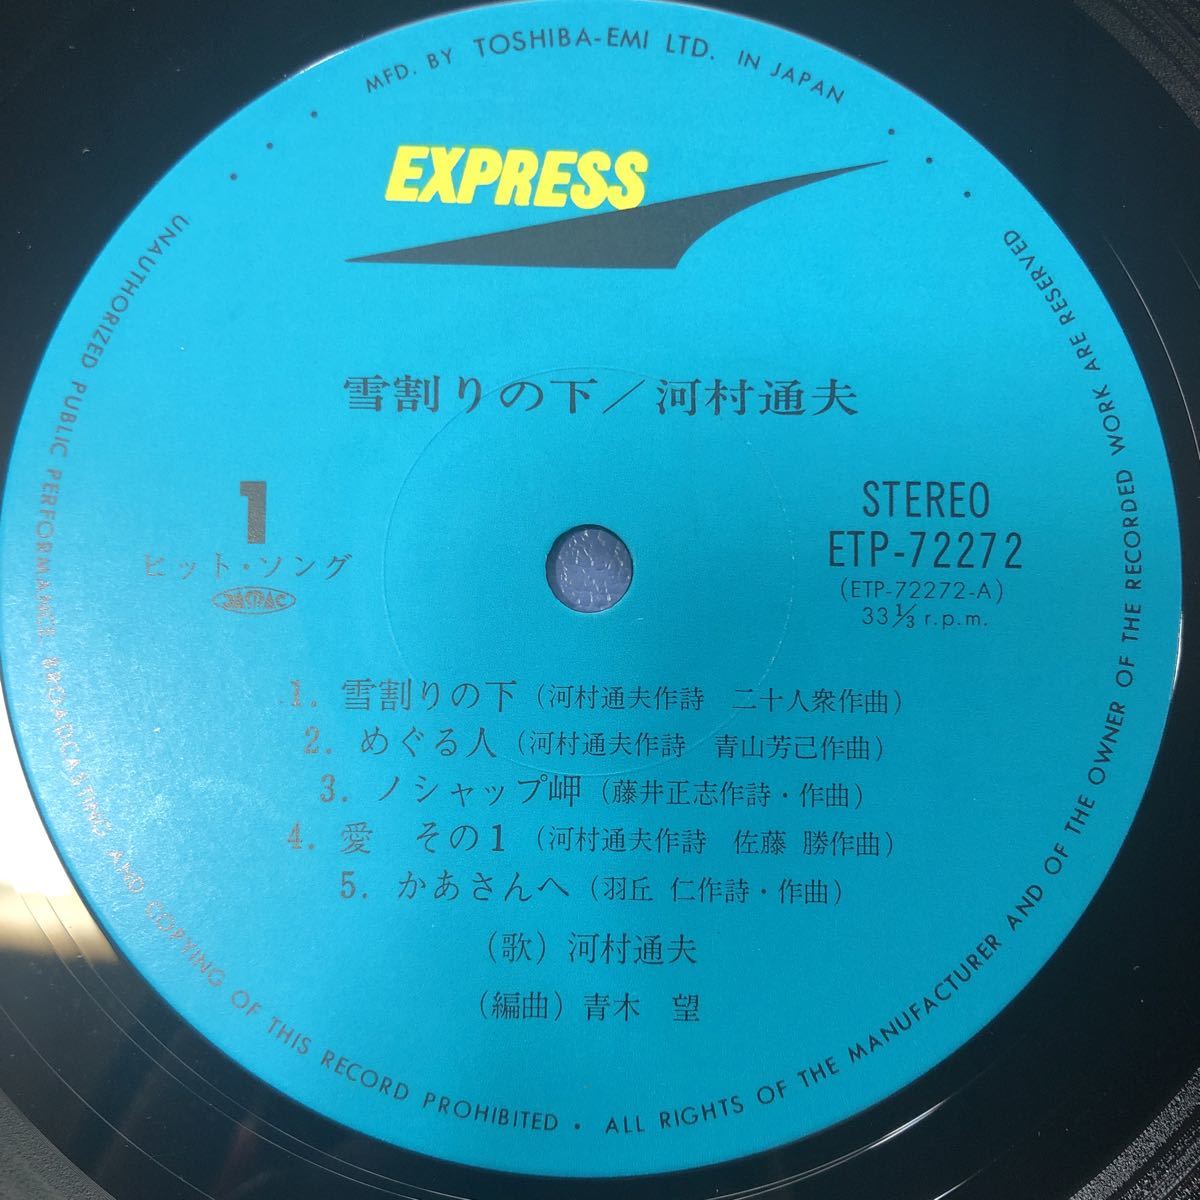 MFD. BY TOSHIBA-EMI LTD. IN JAPAN
EXPRESS
雪割りの下／河村通夫
1
ヒット・ソング
STEREO
ETP-72272
(ETP-72272-A)
33 1/3 r.p.m.
1. 雪割りの下 (河村通夫作詩 二十人衆作曲)
2. めぐる人 (河村通夫作詩 青山芳己作曲)
3. ノシャップ岬 (藤井正志作詩・作曲)
4. 愛 その1 (河村通夫作詩 佐藤 勝作曲)
5. かあさんへ (羽丘 仁作詩・作曲)
(歌) 河村通夫
(編曲) 青木 望
UNAUTHORIZED PUBLIC PERFORMANCE, BROADCASTING AND COPYING OF THIS RECORD PROHIBITED • ALL RIGHTS OF THE MANUFACTURER AND OF THE OWNER OF THE RECORDED WORK ARE RESERVED